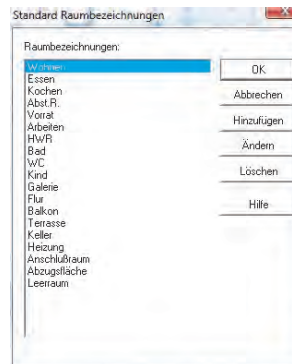 Standard Raumbezeichnungen
Raumbezeichnungen:
Wohnen
Essen
Kochen
Abst.R.
Vorrat
Arbeiten
HWR
Bad
WC
Kind
Galerie
Flur
Balkon
Terrasse
Keller
Heizung
Anschlußraum
Abzugsfläche
Leerraum
OK
Abbrechen
Hinzufügen
Ändern
Löschen
Hilfe